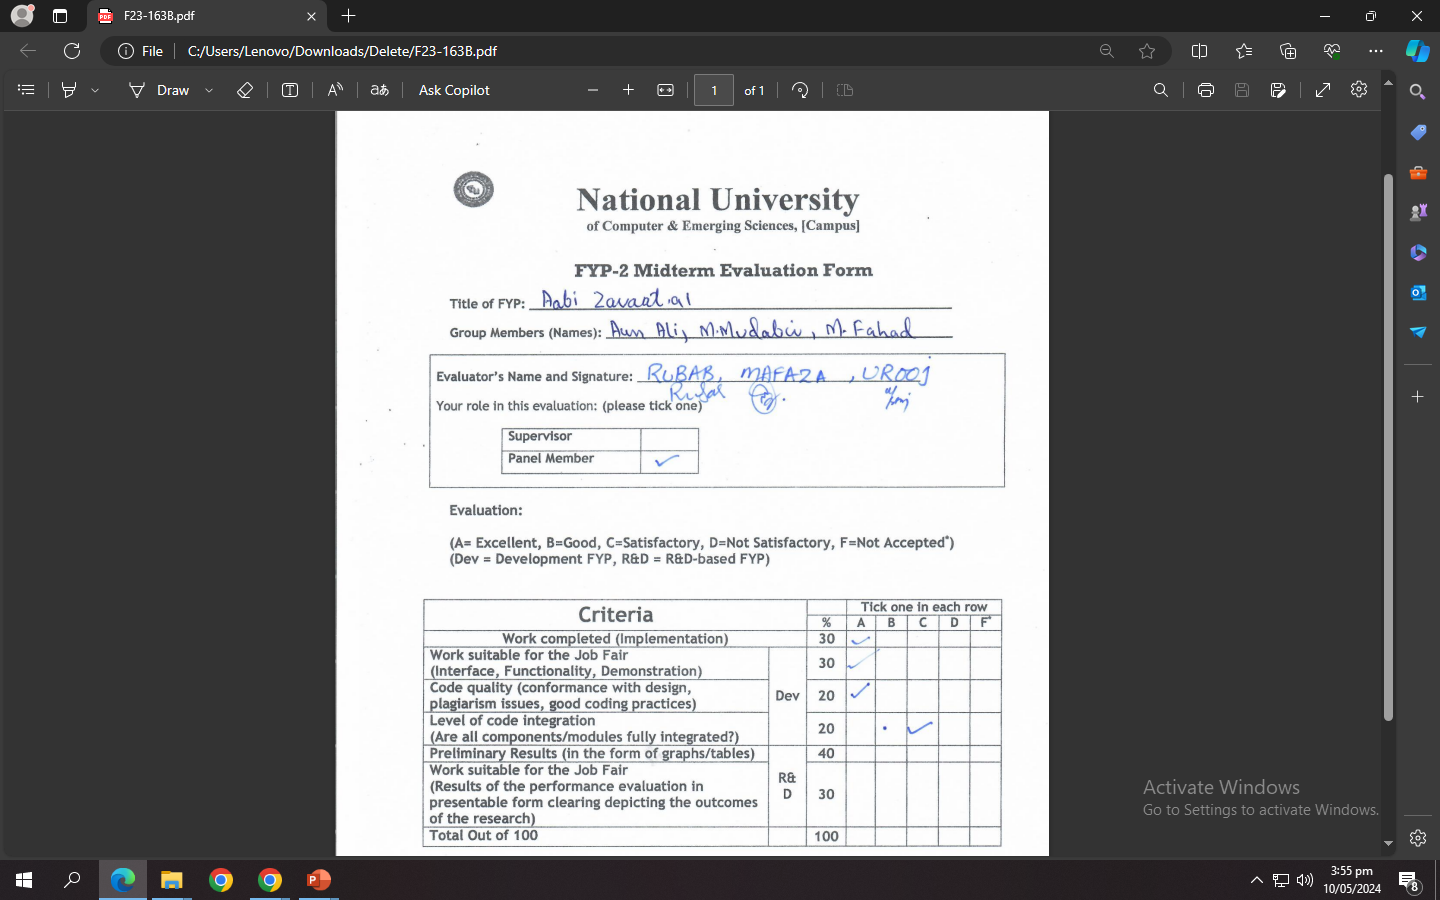 F23-163B.pdf
File C:/Users/Lenovo/Downloads/Delete/F23-163B.pdf
Draw
Ask Copilot
1 of 1
National University
of Computer & Emerging Sciences, [Campus]
FYP-2 Midterm Evaluation Form
Title of FYP: Aabi Zaraat.aI
Group Members (Names): Aun Ali, M.Mudabir, M.Fahad
Evaluator's Name and Signature: RUBAB, MAFAZA, UROOJ
Your role in this evaluation: (please tick one)
Supervisor
Panel Member ✓
Evaluation:
(A= Excellent, B=Good, C=Satisfactory, D=Not Satisfactory, F=Not Accepted*)
(Dev = Development FYP, R&D = R&D-based FYP)
Criteria
Tick one in each row
% A B C D F*
Work completed (Implementation) 30 ✓
Work suitable for the Job Fair
(Interface, Functionality, Demonstration) 30 ✓
Code quality (conformance with design,
plagiarism issues, good coding practices) Dev 20 ✓
Level of code integration
(Are all components/modules fully integrated?) 20 ✓
Preliminary Results (in the form of graphs/tables) 40
Work suitable for the Job Fair
(Results of the performance evaluation in
presentable form clearing depicting the outcomes
of the research) R& D 30
Total Out of 100 100
Activate Windows
Go to Settings to activate Windows.
3:55 pm
10/05/2024
8